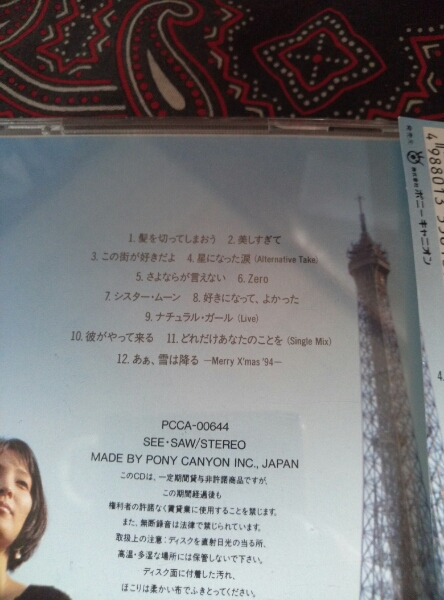 1. 髪を切ってしまおう 2. 美しすぎて
3. この街が好きだよ 4. 星になった涙 (Alternative Take)
5. さよならが言えない 6. Zero
7. シスター・ムーン 8. 好きになって、よかった
9. ナチュラル・ガール (Live)
10. 彼がやって来る 11. どれだけあなたのことを (Single Mix)
12. あぁ、雪は降る —Merry X'mas '94—
PCCA-00644
SEE・SAW/STEREO
MADE BY PONY CANYON INC., JAPAN
このCDは、一定期間貸与非許諾商品ですが、
この期間経過後も
権利者の許諾なく賃貸業に使用することを禁じます。
また、無断録音は法律で禁じられています。
取扱上の注意：ディスクを直射日光の当る所、
高温・多湿な場所には保管しないで下さい。
ディスク面に付着した汚れ、
ほこりは柔かい布でふきとってください。
発売元 株式会社 ポニーキャニオン
4 988013
4.